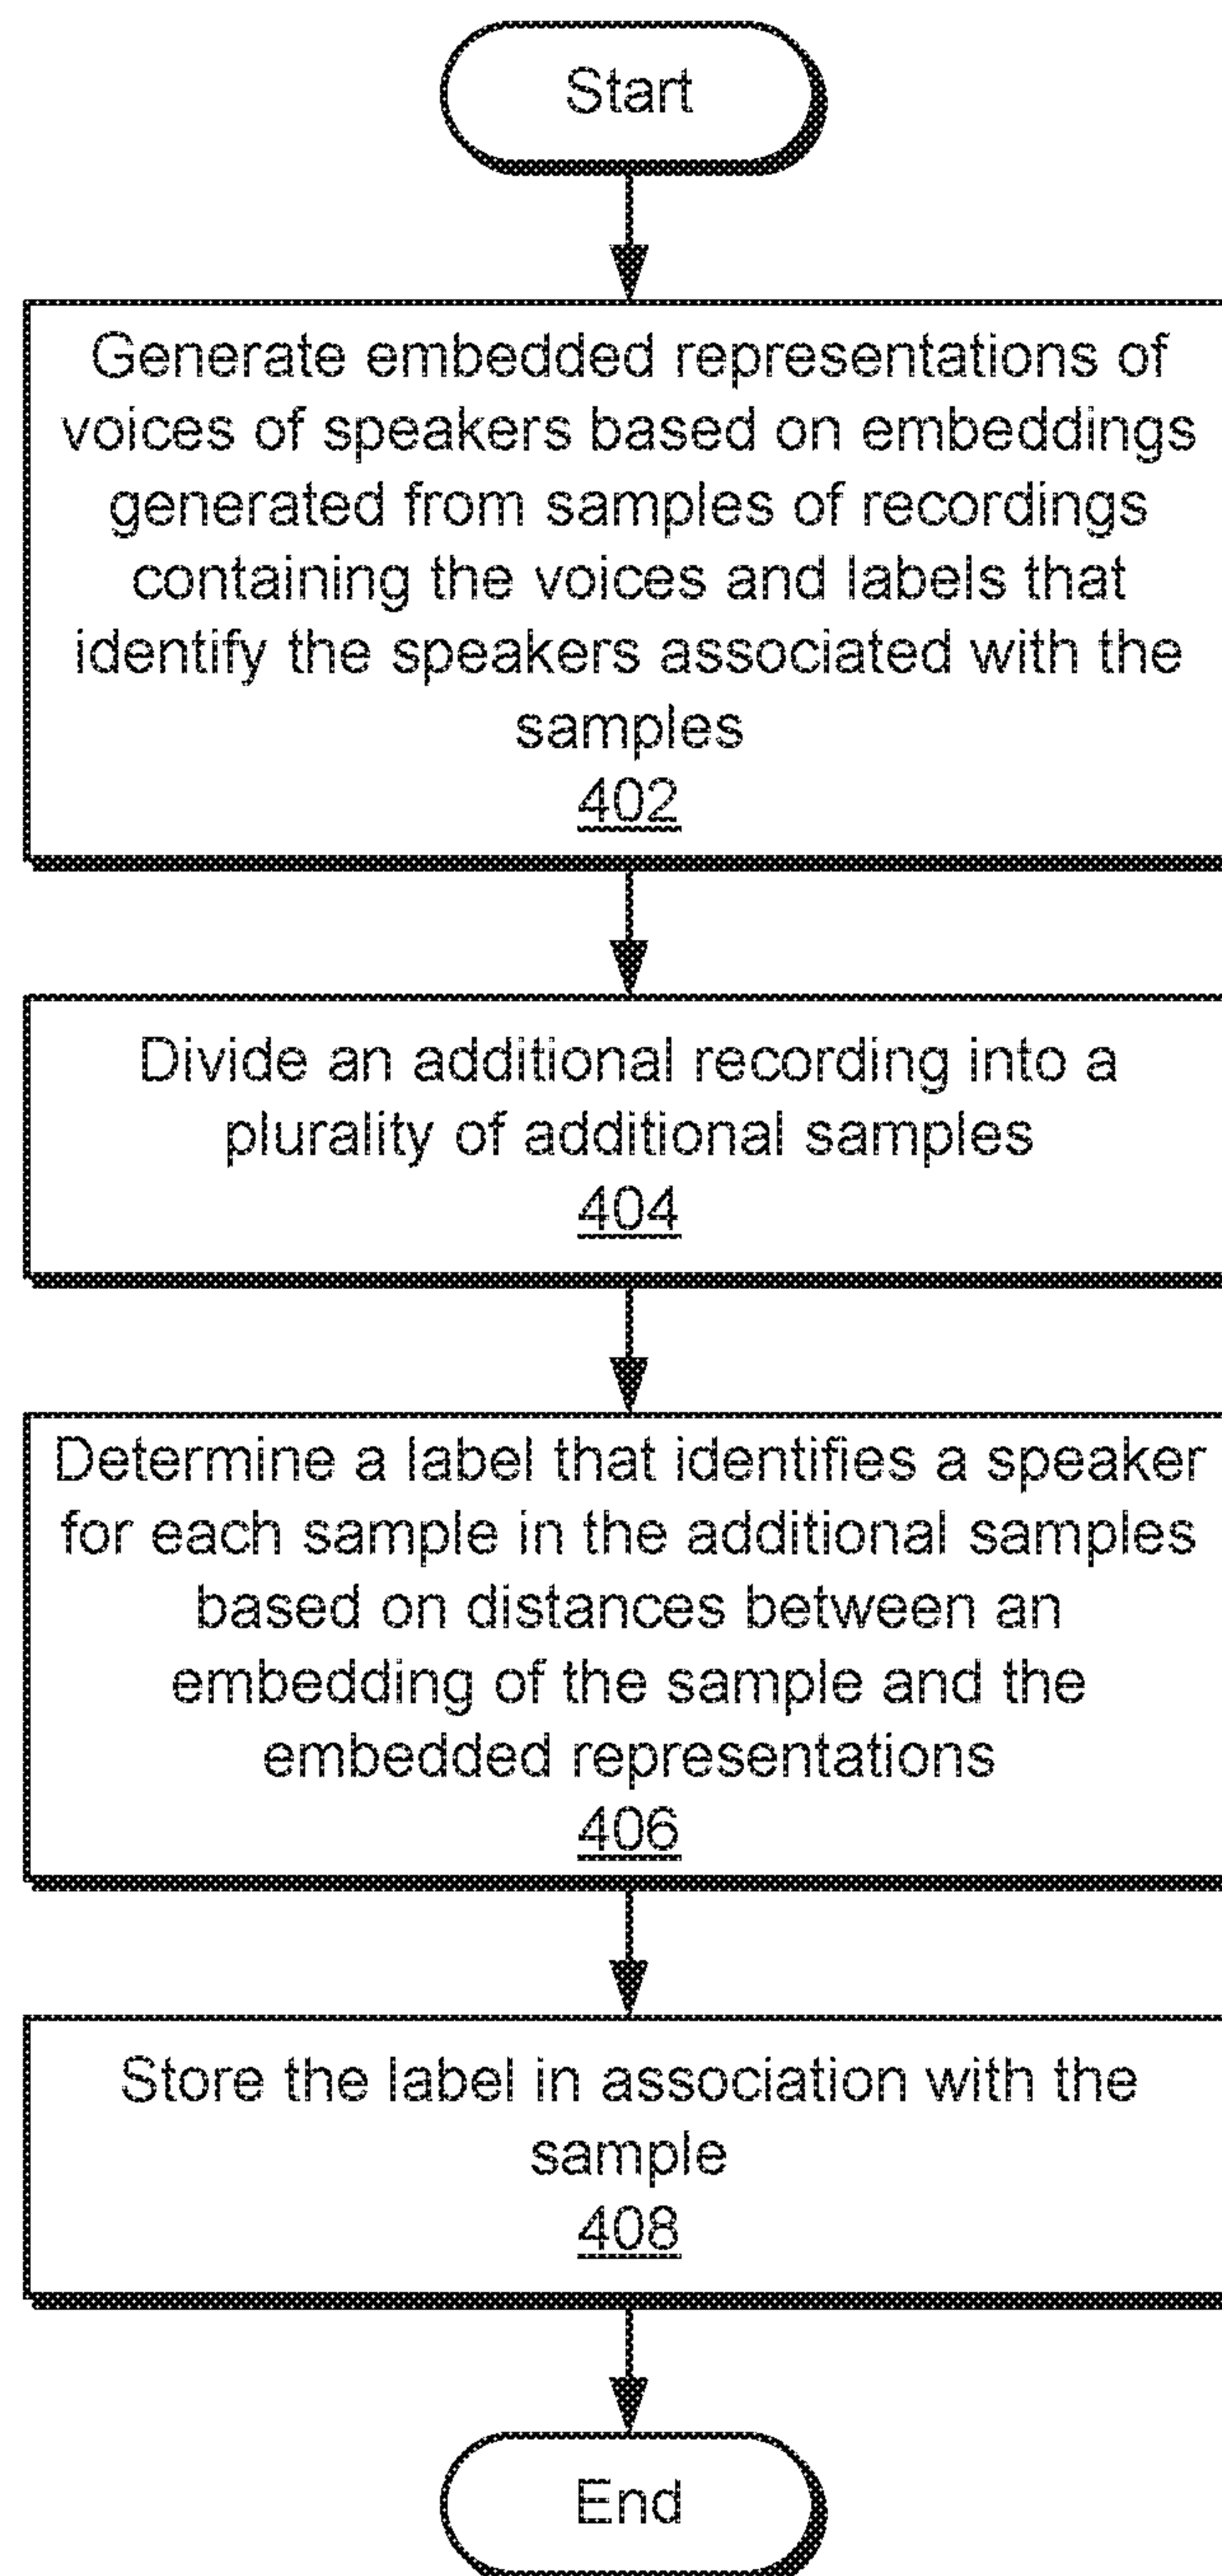 Start
Generate embedded representations of
voices of speakers based on embeddings
generated from samples of recordings
containing the voices and labels that
identify the speakers associated with the
samples
402
Divide an additional recording into a
plurality of additional samples
404
Determine a label that identifies a speaker
for each sample in the additional samples
based on distances between an
embedding of the sample and the
embedded representations
406
Store the label in association with the
sample
408
End